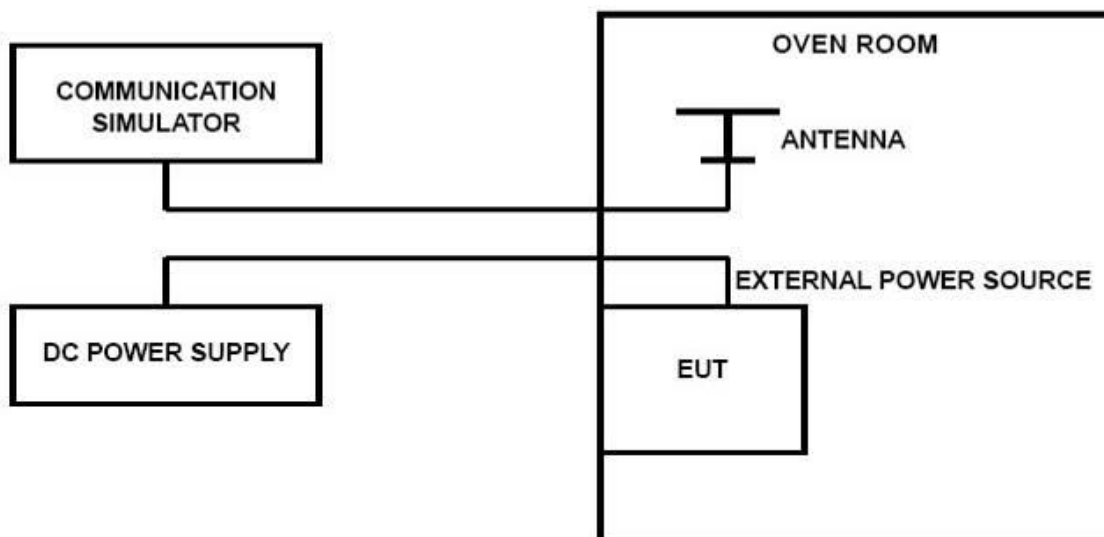 OVEN ROOM
COMMUNICATION
SIMULATOR
ANTENNA
EXTERNAL POWER SOURCE
DC POWER SUPPLY
EUT